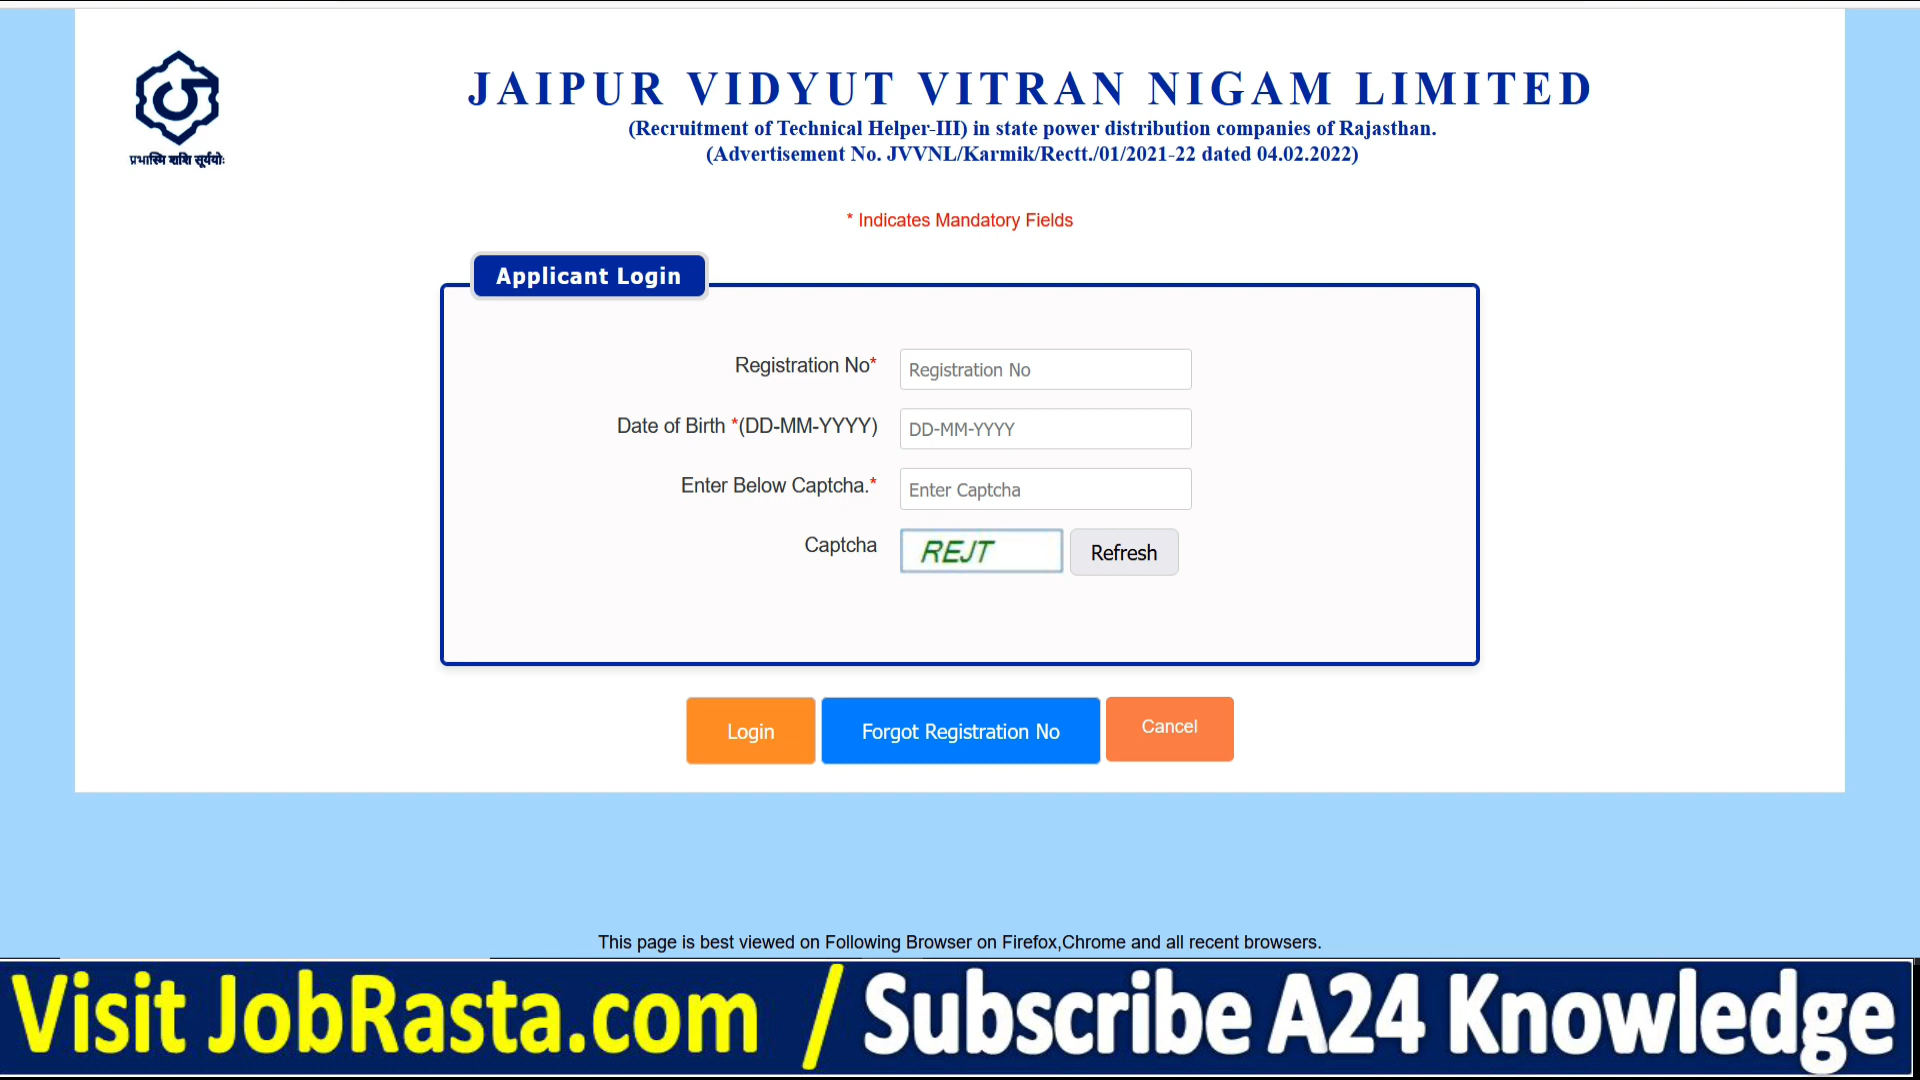 प्रभास्मि शशि सूर्ययोः
JAIPUR VIDYUT VITRAN NIGAM LIMITED
(Recruitment of Technical Helper-III) in state power distribution companies of Rajasthan.
(Advertisement No. JVVNL/Karmik/Rectt./01/2021-22 dated 04.02.2022)
* Indicates Mandatory Fields
Applicant Login
Registration No* Registration No
Date of Birth *(DD-MM-YYYY) DD-MM-YYYY
Enter Below Captcha.* Enter Captcha
Captcha REJT Refresh
Login Forgot Registration No Cancel
This page is best viewed on Following Browser on Firefox,Chrome and all recent browsers.
Visit JobRasta.com / Subscribe A24 Knowledge